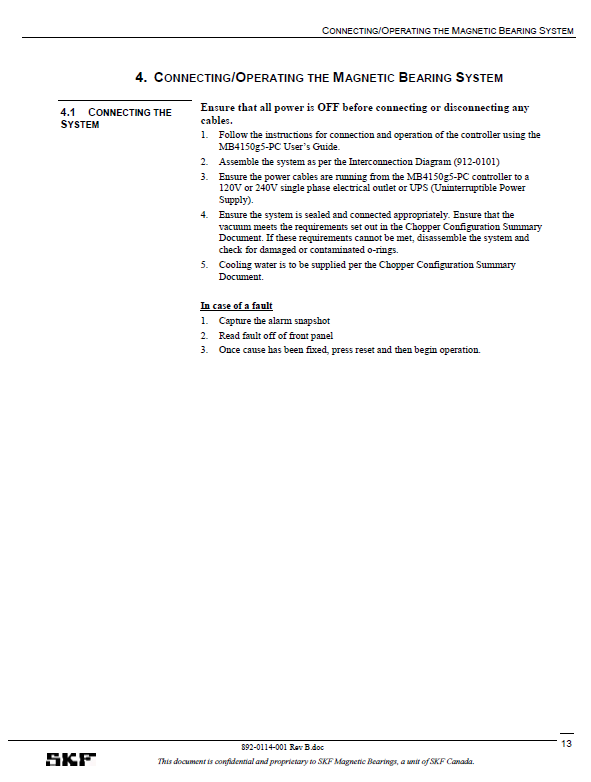 CONNECTING/OPERATING THE MAGNETIC BEARING SYSTEM
4. CONNECTING/OPERATING THE MAGNETIC BEARING SYSTEM
4.1 CONNECTING THE
SYSTEM
Ensure that all power is OFF before connecting or disconnecting any
cables.
1. Follow the instructions for connection and operation of the controller using the
MB4150g5-PC User's Guide.
2. Assemble the system as per the Interconnection Diagram (912-0101)
3. Ensure the power cables are running from the MB4150g5-PC controller to a
120V or 240V single phase electrical outlet or UPS (Uninterruptible Power
Supply).
4. Ensure the system is sealed and connected appropriately. Ensure that the
vacuum meets the requirements set out in the Chopper Configuration Summary
Document. If these requirements cannot be met, disassemble the system and
check for damaged or contaminated o-rings.
5. Cooling water is to be supplied per the Chopper Configuration Summary
Document.
In case of a fault
1. Capture the alarm snapshot
2. Read fault off of front panel
3. Once cause has been fixed, press reset and then begin operation.
13
892-0114-001 Rev B.doc
SKF
This document is confidential and proprietary to SKF Magnetic Bearings, a unit of SKF Canada.